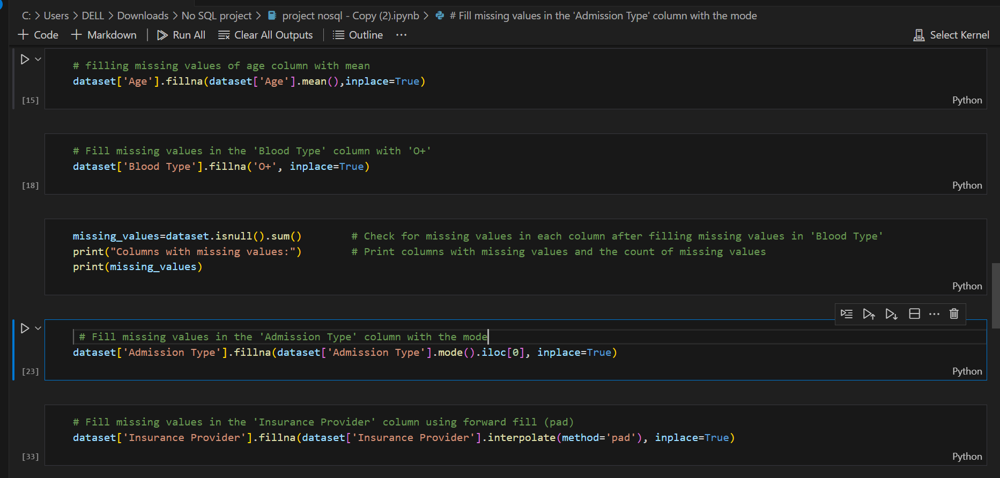 C: > Users > DELL > Downloads > No SQL project > project nosql - Copy (2).ipynb > # Fill missing values in the 'Admission Type' column with the mode
+ Code + Markdown | Run All Clear All Outputs | Outline ··· Select Kernel
# filling missing values of age column with mean
dataset['Age'].fillna(dataset['Age'].mean(),inplace=True)
[15] Python
# Fill missing values in the 'Blood Type' column with 'O+'
dataset['Blood Type'].fillna('O+', inplace=True)
[18] Python
missing_values=dataset.isnull().sum() # Check for missing values in each column after filling missing values in 'Blood Type'
print("Columns with missing values:") # Print columns with missing values and the count of missing values
print(missing_values)
Python
# Fill missing values in the 'Admission Type' column with the mode
dataset['Admission Type'].fillna(dataset['Admission Type'].mode().iloc[0], inplace=True)
[23] Python
# Fill missing values in the 'Insurance Provider' column using forward fill (pad)
dataset['Insurance Provider'].fillna(dataset['Insurance Provider'].interpolate(method='pad'), inplace=True)
[33] Python